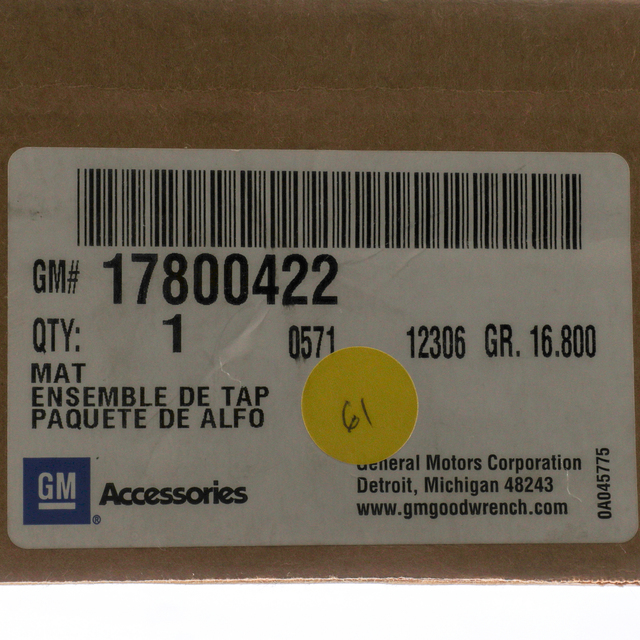 GM# 17800422
QTY: 1 0571 12306 GR. 16.800
MAT
ENSEMBLE DE TAP
PAQUETE DE ALFO
61
GM ® Accessories
General Motors Corporation
Detroit, Michigan 48243
www.gmgoodwrench.com
0A045775